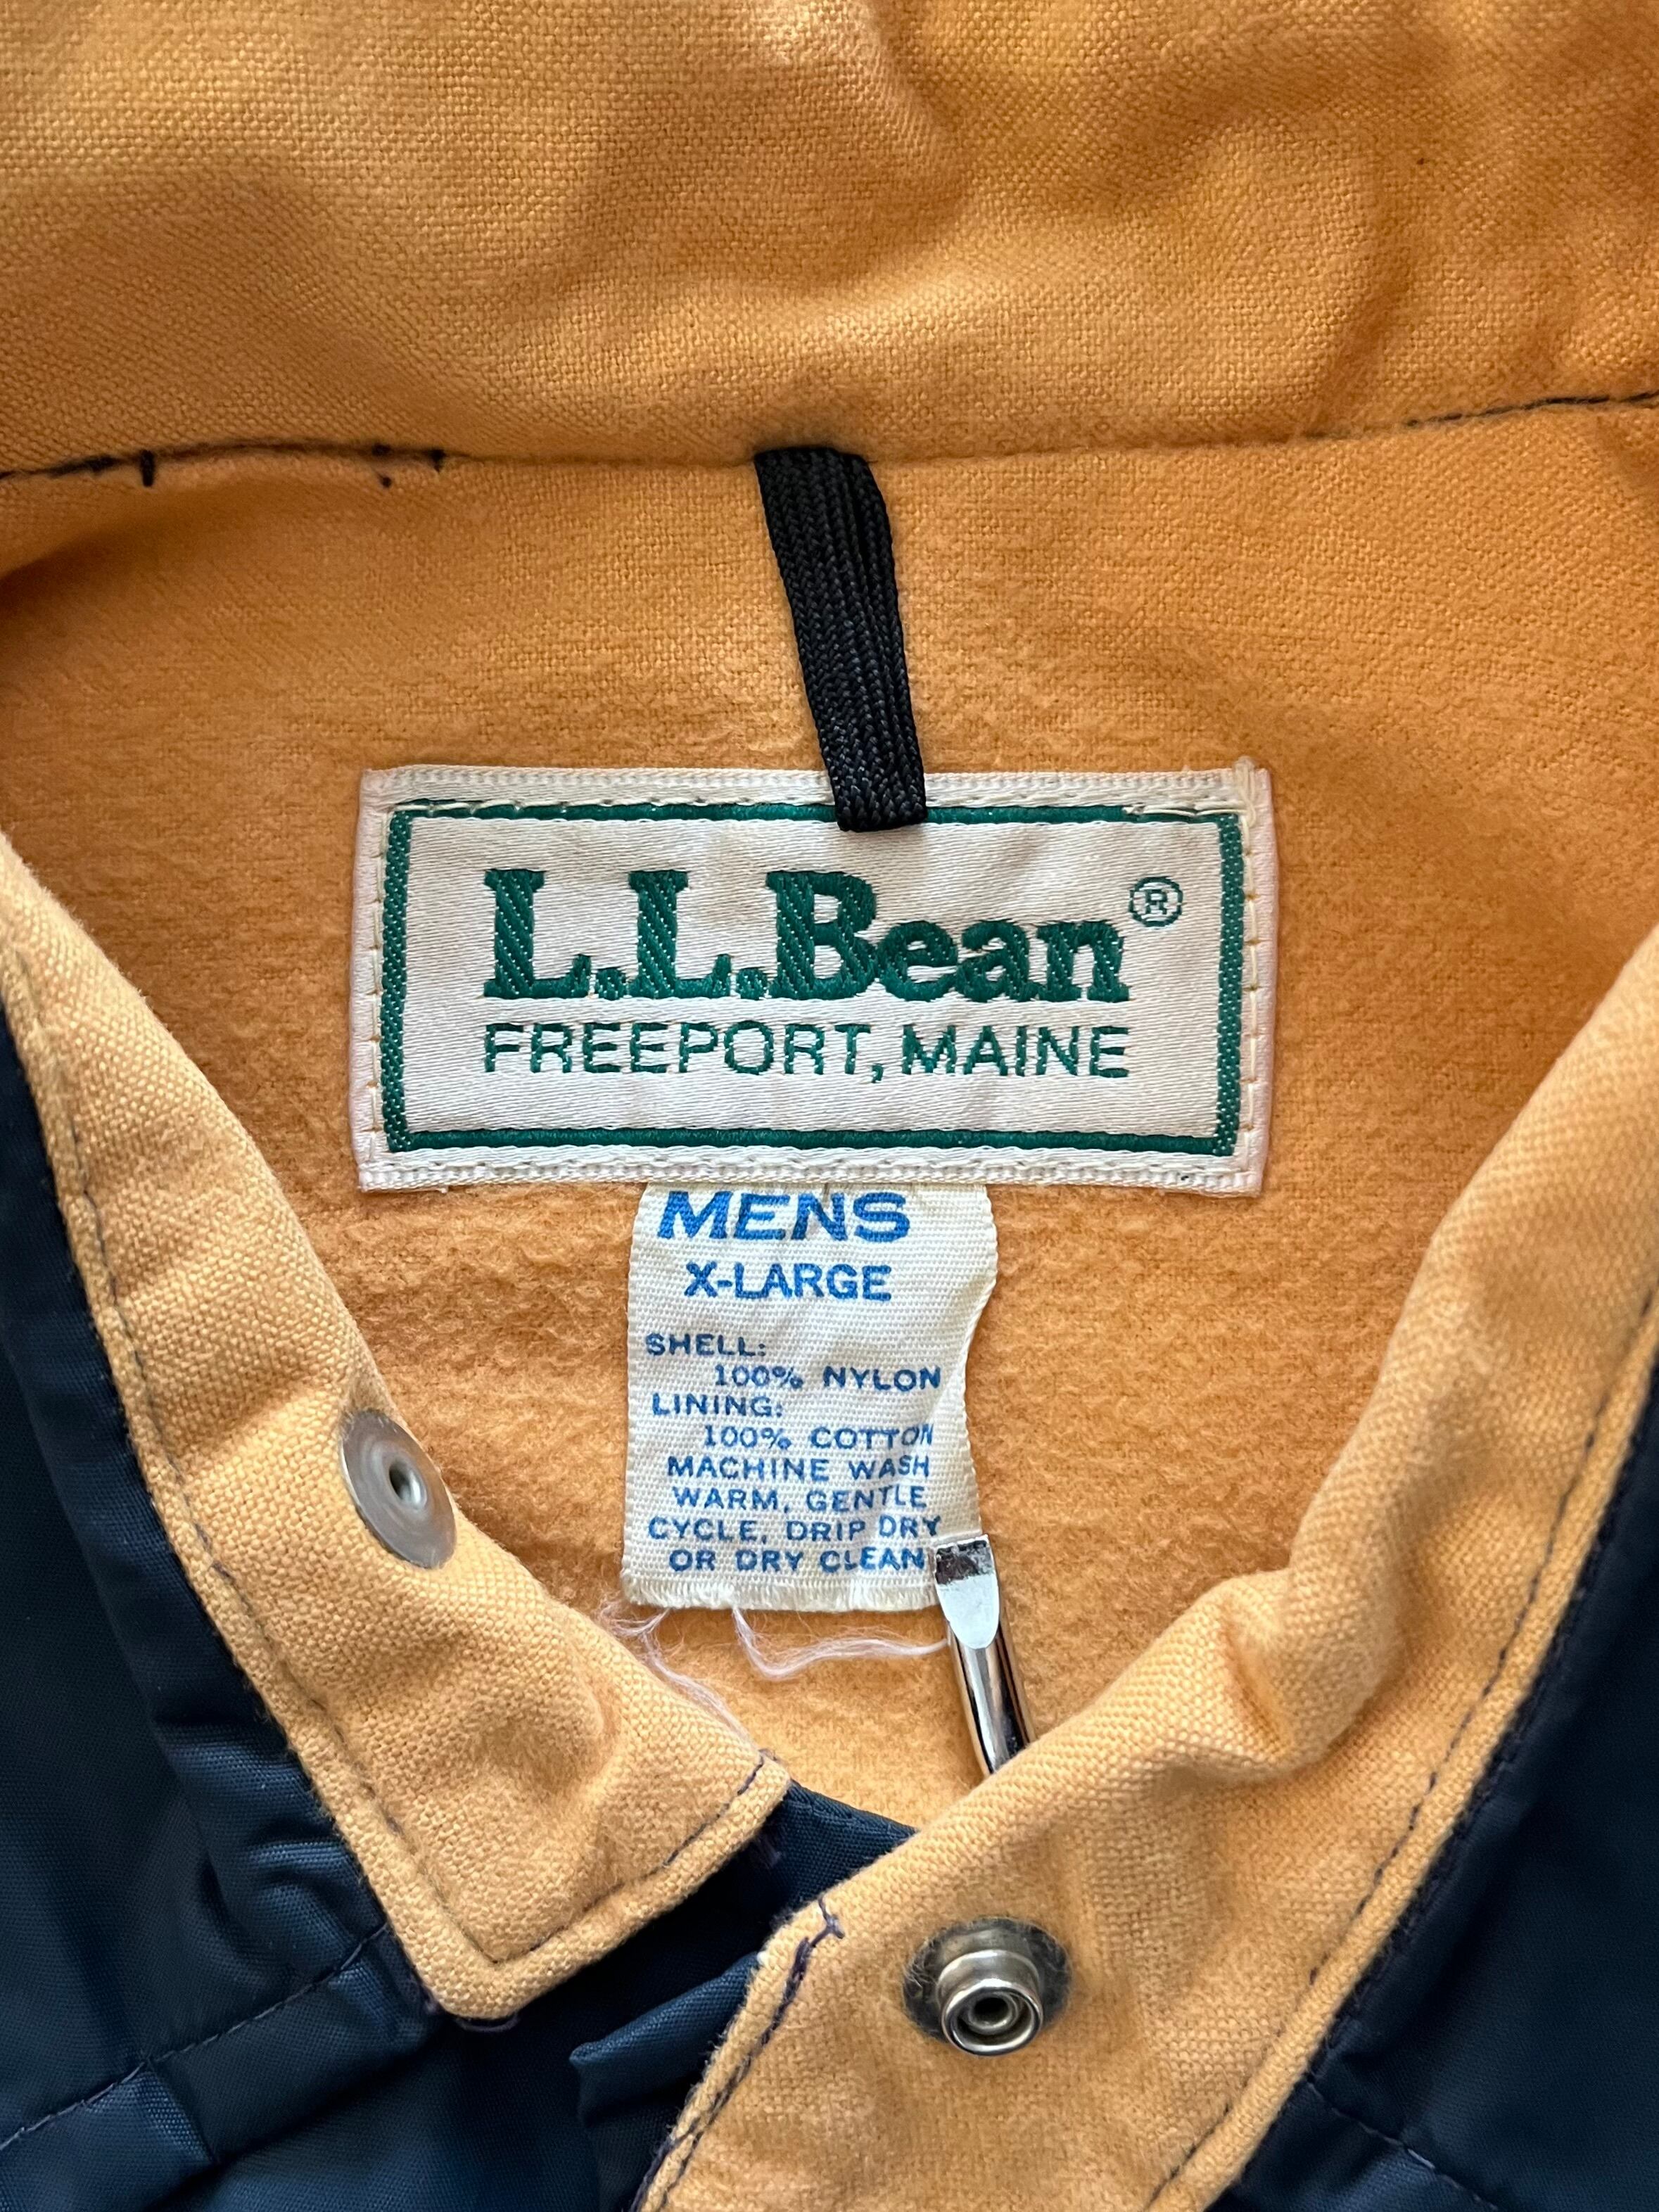 L.L.Bean®
FREEPORT, MAINE
MENS
X-LARGE
SHELL:
100% NYLON
LINING:
100% COTTON
MACHINE WASH
WARM, GENTLE
CYCLE, DRIP DRY
OR DRY CLEAN